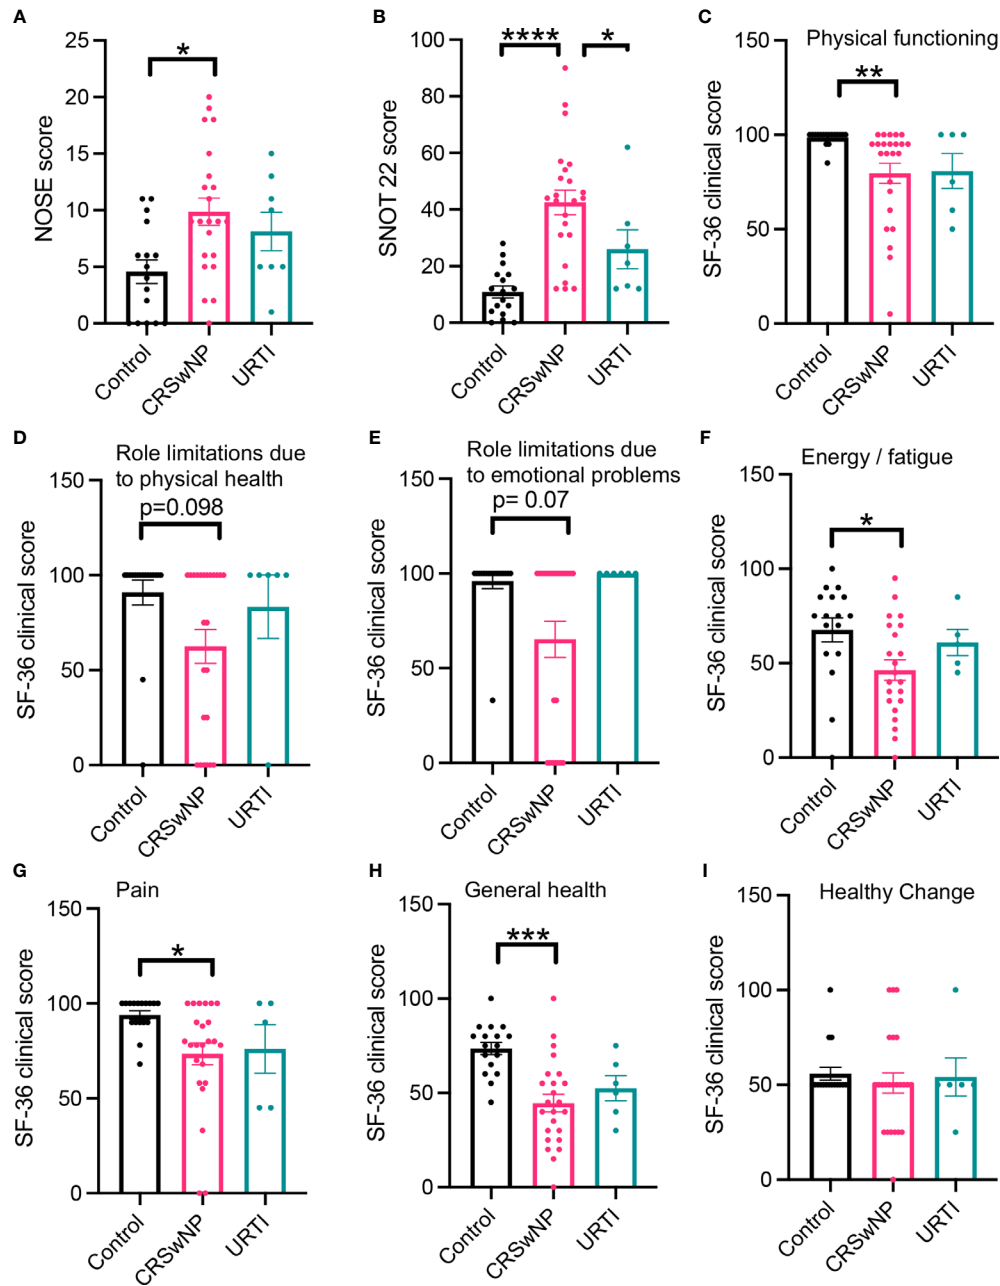 A
NOSE score
25
20
15
10
5
0
*
Control
CRSwNP
URTI
B
SNOT 22 score
100
80
60
40
20
0
****
*
Control
CRSwNP
URTI
C
Physical functioning
SF-36 clinical score
150
100
50
0
**
Control
CRSwNP
URTI
D
Role limitations due
to physical health
p=0.098
SF-36 clinical score
150
100
50
0
Control
CRSwNP
URTI
E
Role limitations due
to emotional problems
p= 0.07
SF-36 clinical score
150
100
50
0
Control
CRSwNP
URTI
F
Energy / fatigue
SF-36 clinical score
150
100
50
0
*
Control
CRSwNP
URTI
G
Pain
SF-36 clinical score
150
100
50
0
*
Control
CRSwNP
URTI
H
General health
SF-36 clinical score
150
100
50
0
***
Control
CRSwNP
URTI
I
Healthy Change
SF-36 clinical score
150
100
50
0
Control
CRSwNP
URTI